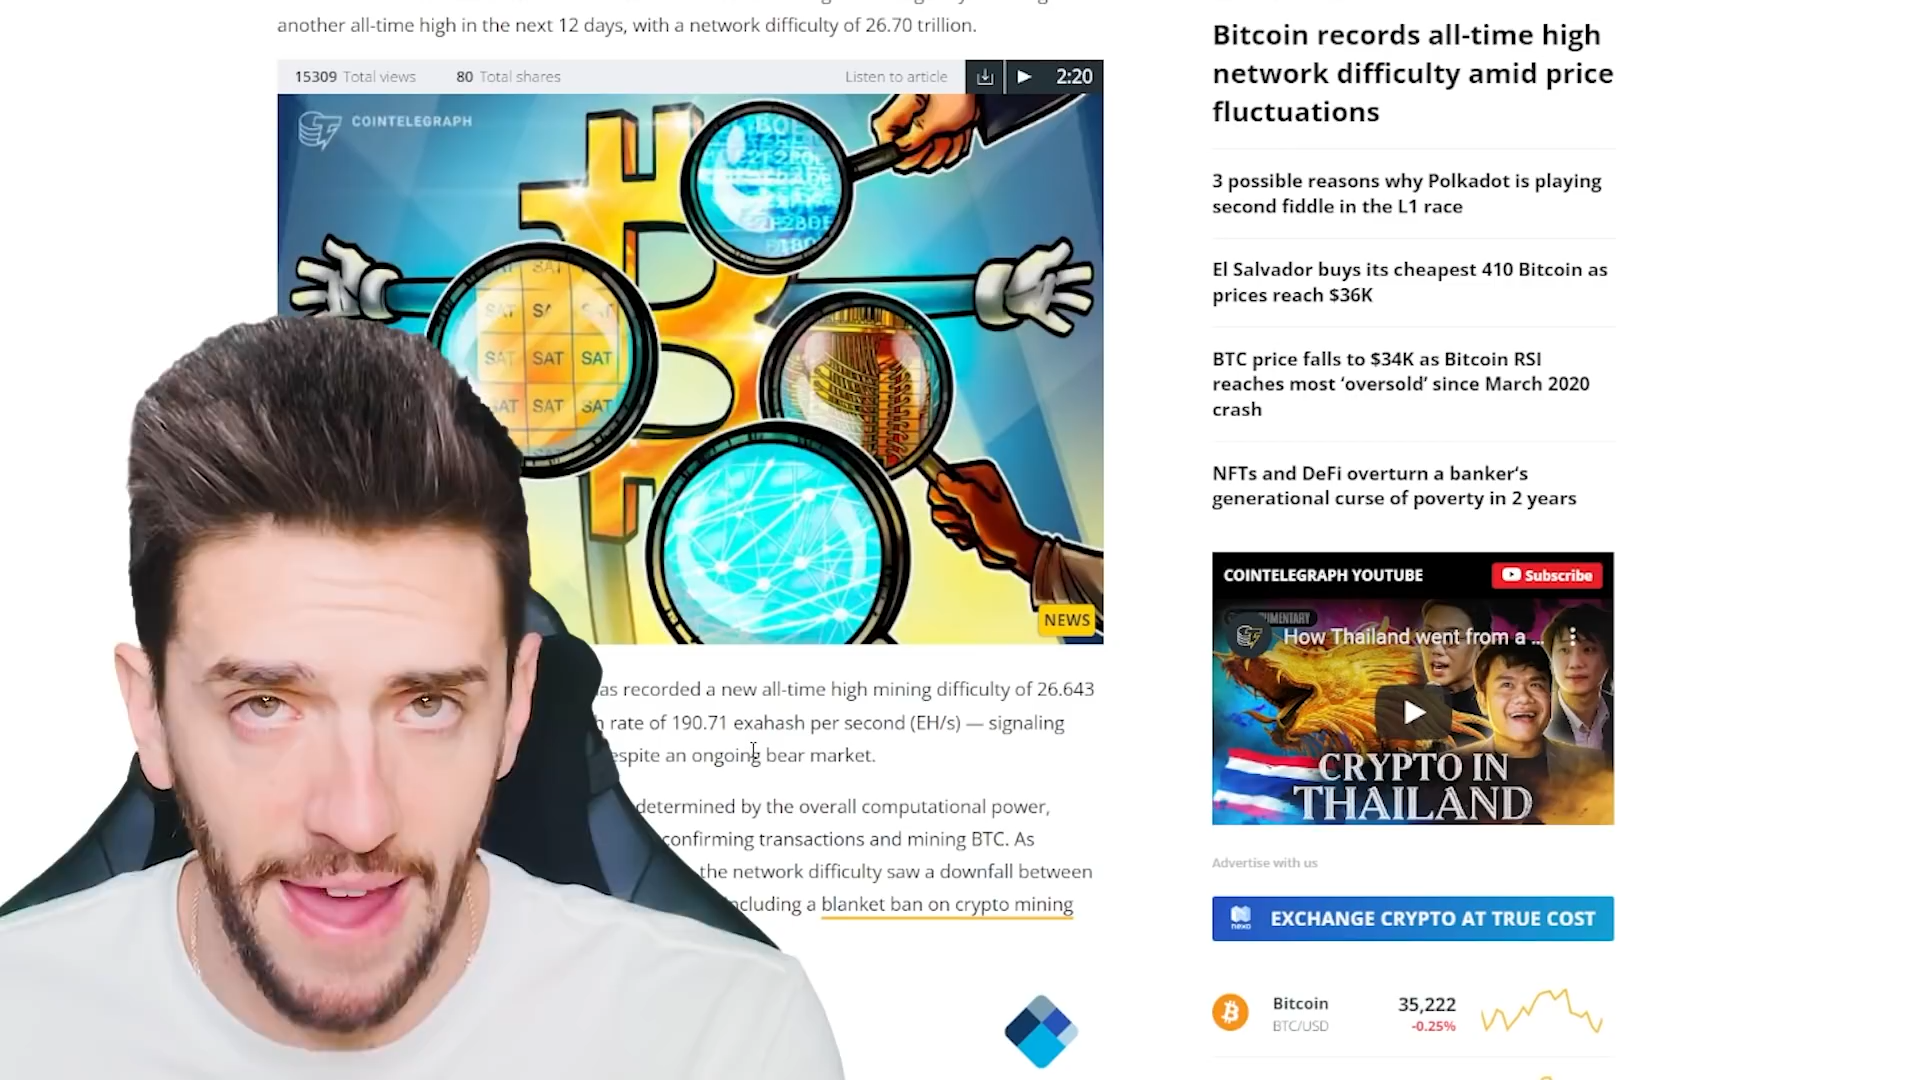 another all-time high in the next 12 days, with a network difficulty of 26.70 trillion.
15309 Total views 80 Total shares Listen to article 2:20
COINTELEGRAPH
SAT
SAT SAT SAT
SAT SAT
NEWS
as recorded a new all-time high mining difficulty of 26.643
rate of 190.71 exahash per second (EH/s) — signaling
espite an ongoing bear market.
determined by the overall computational power,
confirming transactions and mining BTC. As
the network difficulty saw a downfall between
ncluding a blanket ban on crypto mining
Bitcoin records all-time high
network difficulty amid price
fluctuations
3 possible reasons why Polkadot is playing
second fiddle in the L1 race
El Salvador buys its cheapest 410 Bitcoin as
prices reach $36K
BTC price falls to $34K as Bitcoin RSI
reaches most ‘oversold’ since March 2020
crash
NFTs and DeFi overturn a banker‘s
generational curse of poverty in 2 years
COINTELEGRAPH YOUTUBE Subscribe
How Thailand went from a ...
CRYPTO IN
THAILAND
Advertise with us
nexo EXCHANGE CRYPTO AT TRUE COST
Bitcoin 35,222
BTC/USD -0.25%